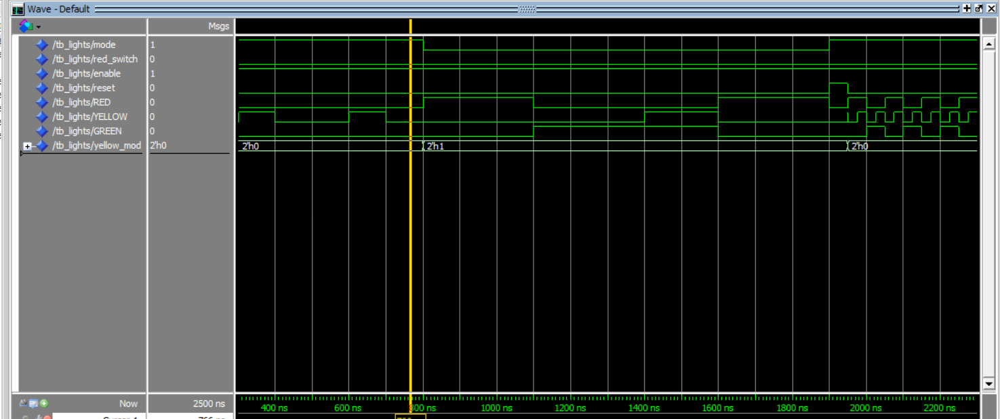 Wave - Default
Msgs
/tb_lights/mode 1
/tb_lights/red_switch 0
/tb_lights/enable 1
/tb_lights/reset 0
/tb_lights/RED 0
/tb_lights/YELLOW 0
/tb_lights/GREEN 0
/tb_lights/yellow_mod 2'h0 2'h0 2'h1 2'h0
Now 2500 ns 400 ns 600 ns 800 ns 1000 ns 1200 ns 1400 ns 1600 ns 1800 ns 2000 ns 2200 ns
Cursor 1 766 ns